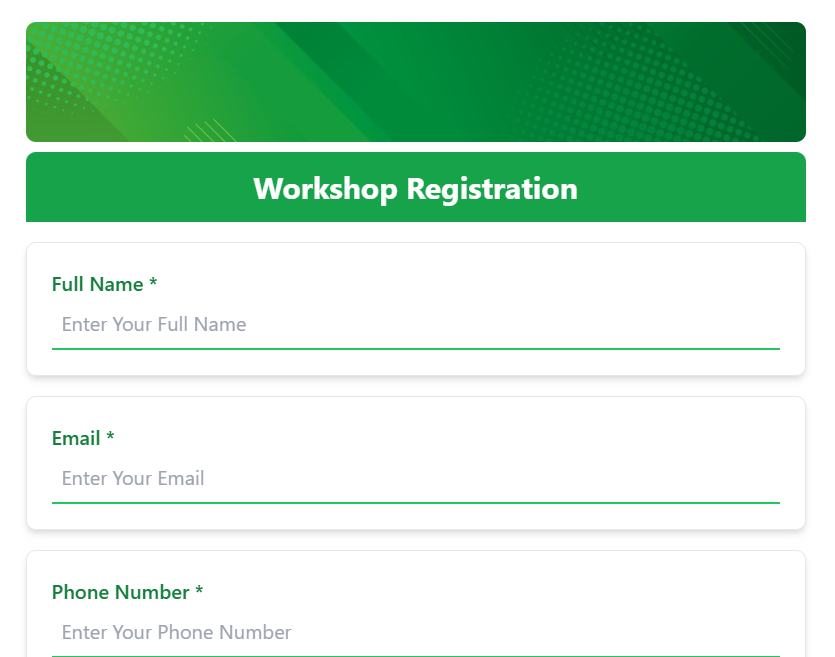 Workshop Registration
Full Name *
Enter Your Full Name
Email *
Enter Your Email
Phone Number *
Enter Your Phone Number